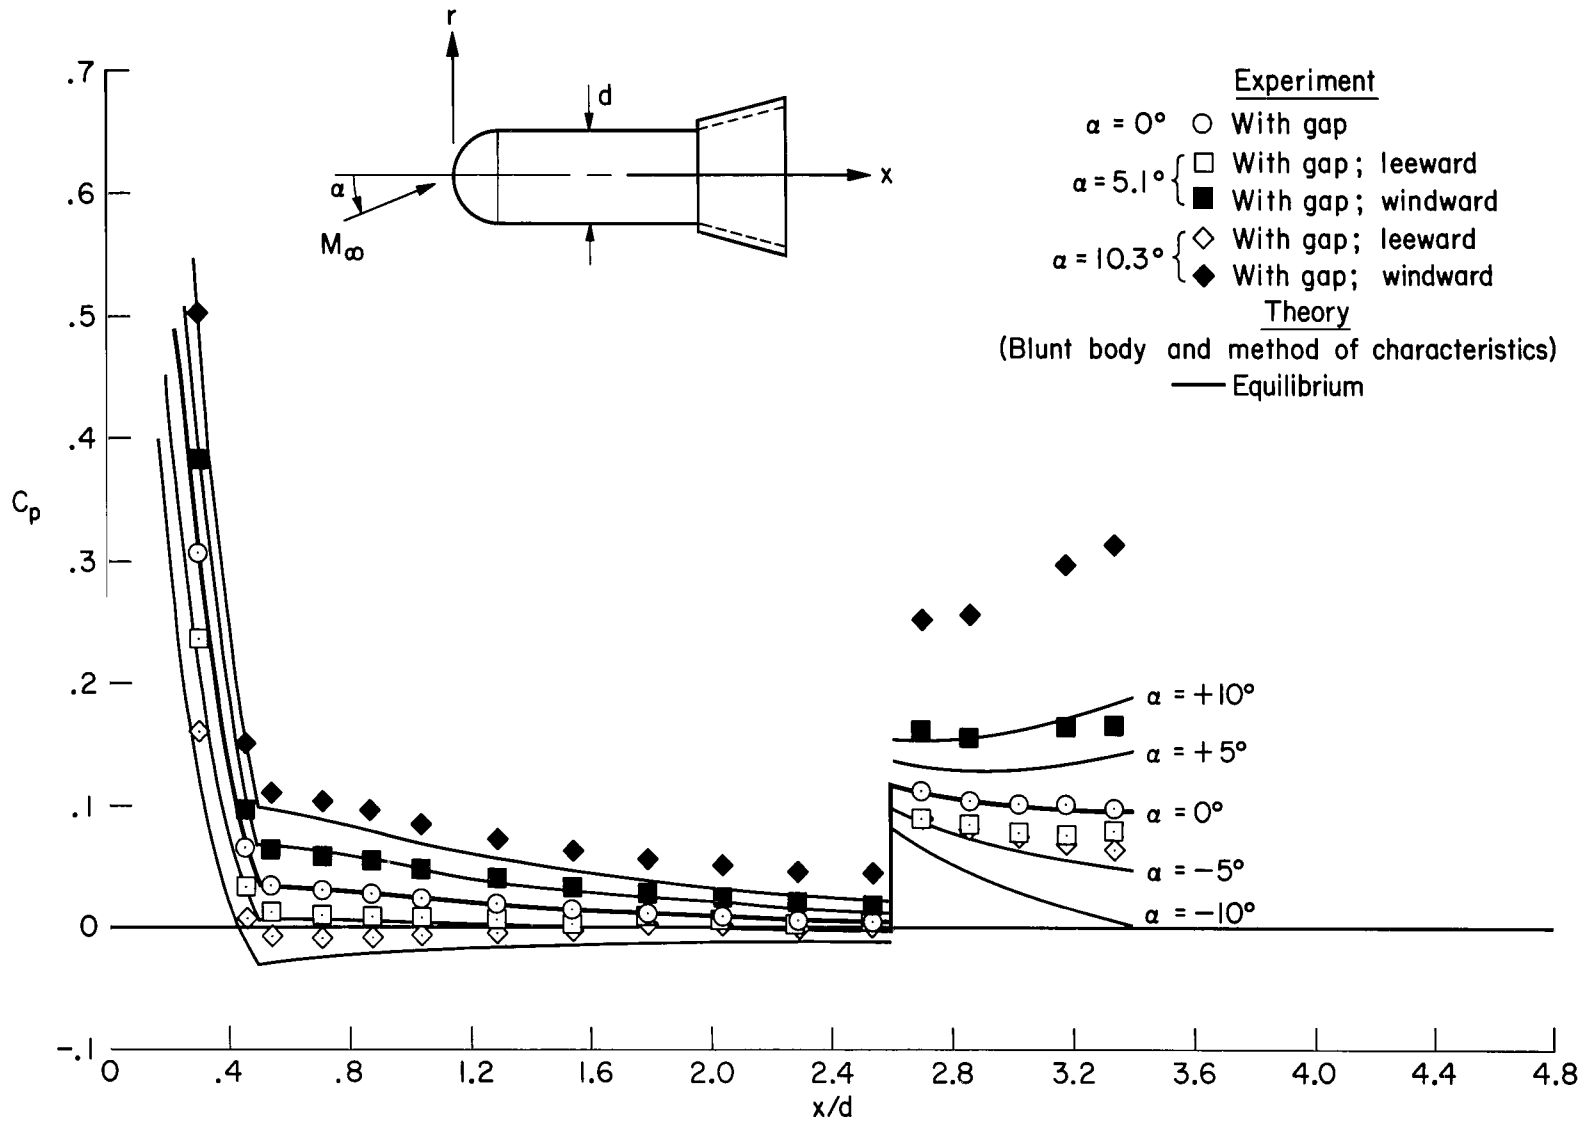 r
d
x
α
M∞
Experiment
α = 0° With gap
With gap; leeward
α = 5.1°
With gap; windward
With gap; leeward
α = 10.3°
With gap; windward
Theory
(Blunt body and method of characteristics)
Equilibrium
.7
.6
.5
.4
Cp
.3
.2
.1
0
-.1
α = +10°
α = +5°
α = 0°
α = -5°
α = -10°
0 .4 .8 1.2 1.6 2.0 2.4 2.8 3.2 3.6 4.0 4.4 4.8
x/d